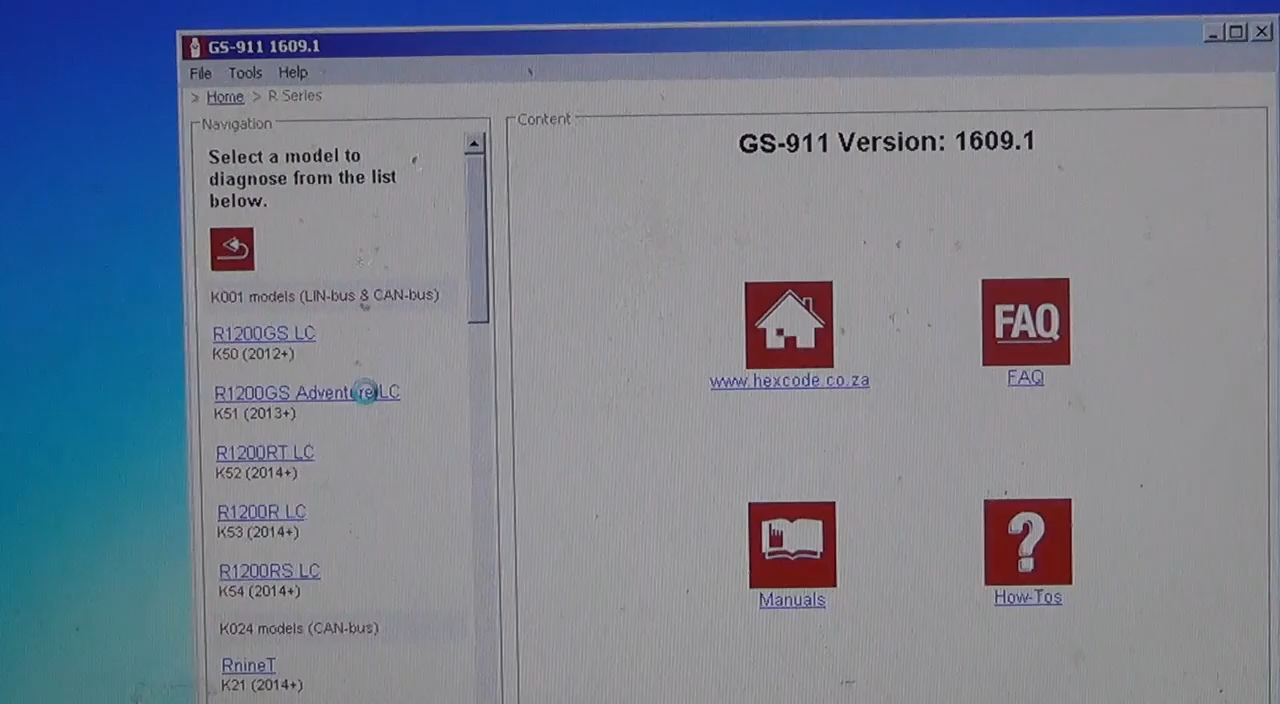 GS-911 1609.1
File Tools Help
> Home > R Series
Navigation
Select a model to
diagnose from the list
below.
K001 models (LIN-bus & CAN-bus)
R1200GS LC
K50 (2012+)
R1200GS Adventure LC
K51 (2013+)
R1200RT LC
K52 (2014+)
R1200R LC
K53 (2014+)
R1200RS LC
K54 (2014+)
K024 models (CAN-bus)
RnineT
K21 (2014+)
Content
GS-911 Version: 1609.1
www.hexcode.co.za
FAQ
FAQ
Manuals
?
How-Tos